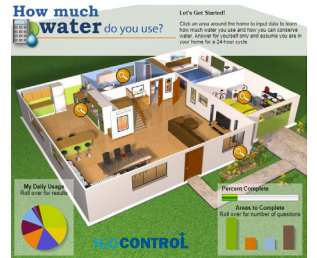 How much
water do you use?
Let's Get Started!
Click an area around the home to input data to learn
how much water you use and how you can conserve
water. Answer for yourself only and assume you are in
your home for a 24-hour cycle.
My Daily Usage
Roll over for results
Percent Complete
Areas to Complete
Roll over for number of questions
H2O CONTROL